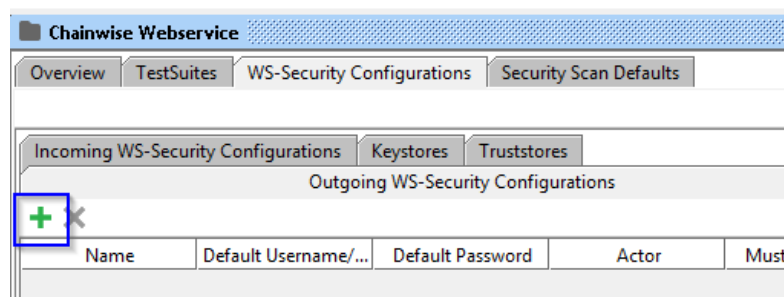 Chainwise Webservice
Overview TestSuites WS-Security Configurations Security Scan Defaults
Incoming WS-Security Configurations Keystores Truststores
Outgoing WS-Security Configurations
Name Default Username/... Default Password Actor Must